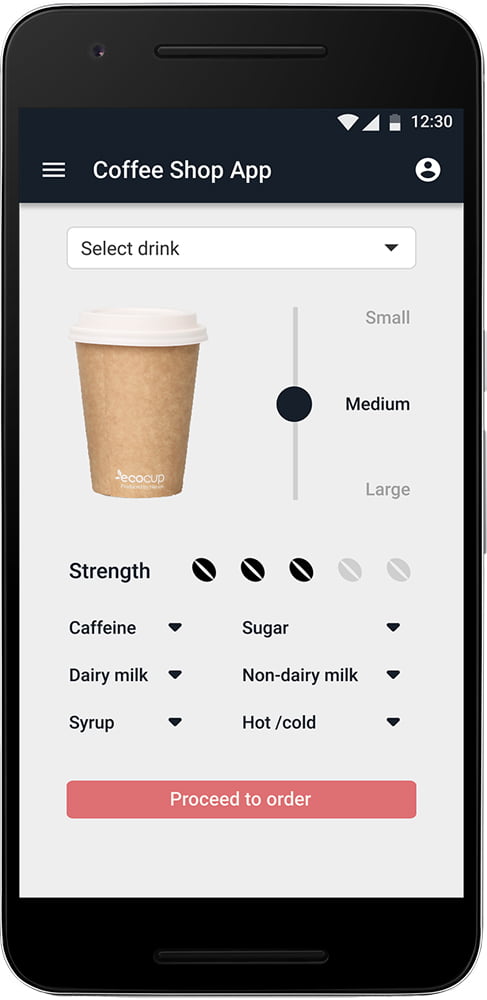 12:30
Coffee Shop App
Select drink
Small
Medium
Large
ecocup
Produced by Hanon
Strength
Caffeine
Sugar
Dairy milk
Non-dairy milk
Syrup
Hot /cold
Proceed to order